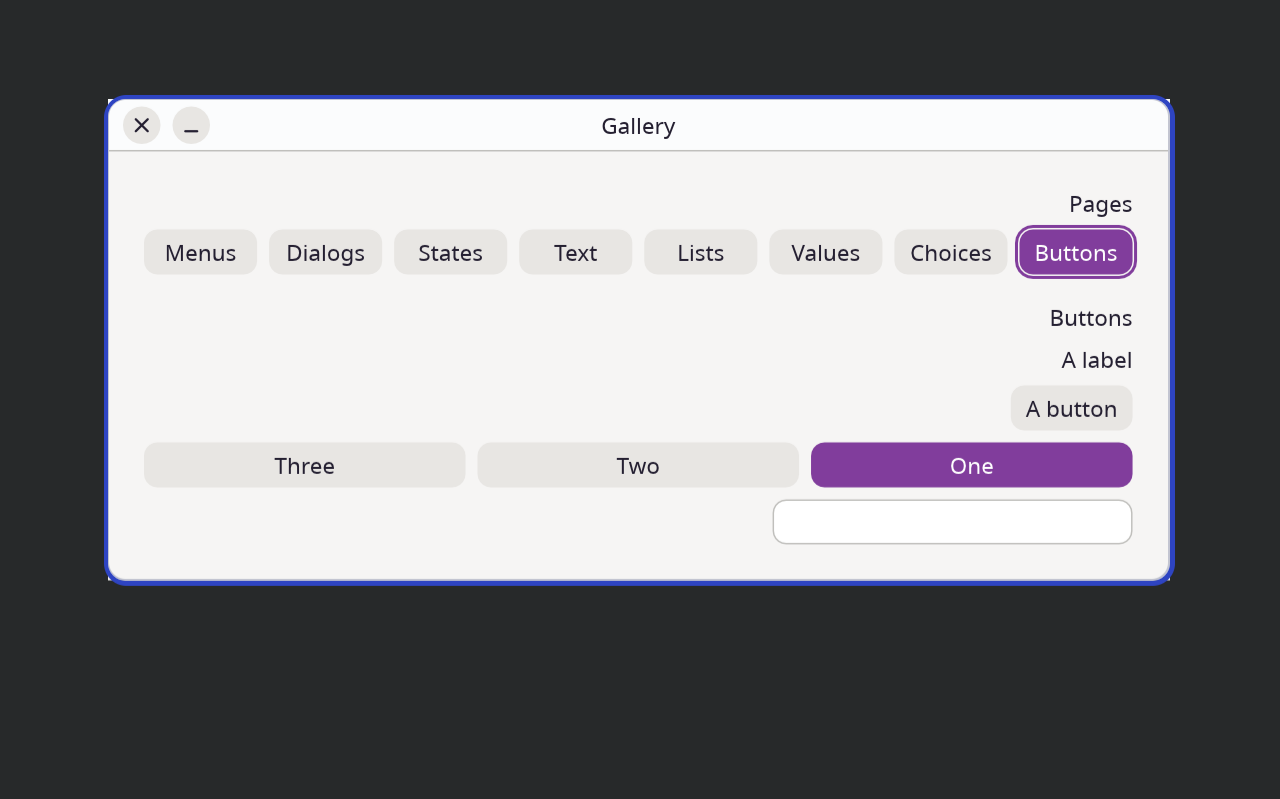 Gallery
Pages
Menus Dialogs States Text Lists Values Choices Buttons
Buttons
A label
A button
Three Two One